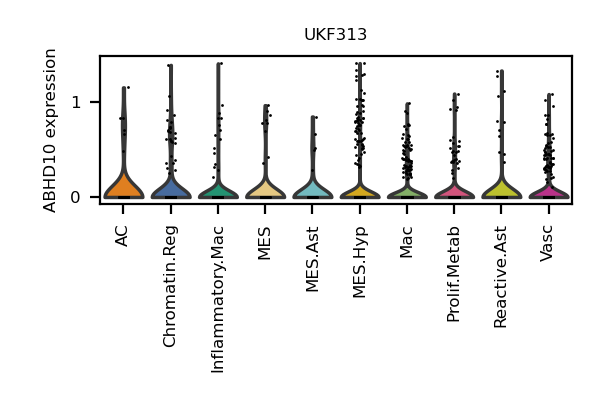 UKF313
ABHD10 expression
1
0
AC
Chromatin.Reg
Inflammatory.Mac
MES
MES.Ast
MES.Hyp
Mac
Prolif.Metab
Reactive.Ast
Vasc